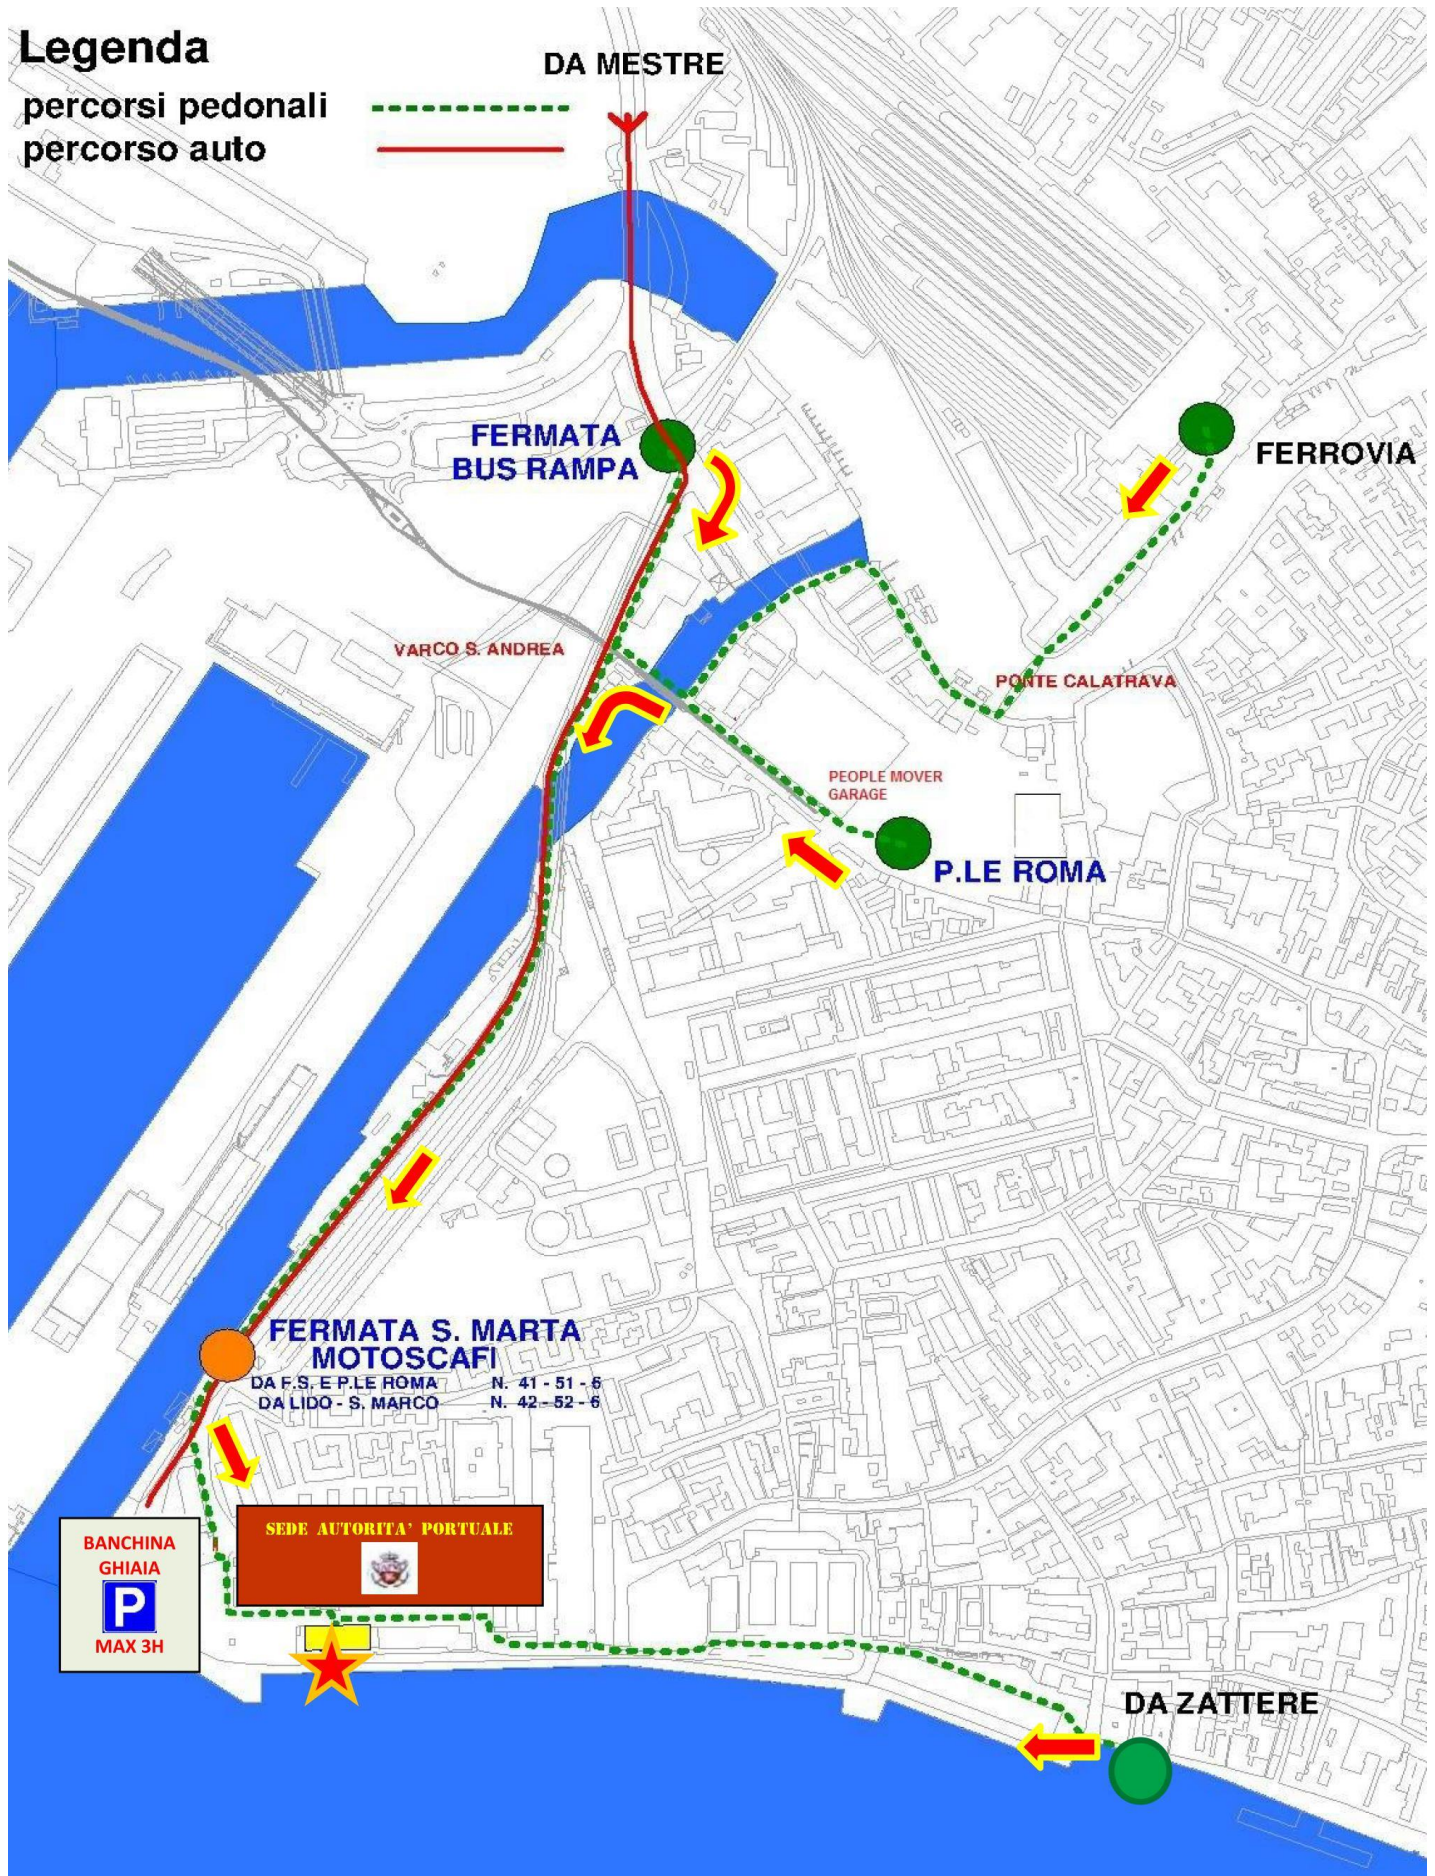 Legenda
percorsi pedonali
percorso auto
DA MESTRE
FERMATA
BUS RAMPA
FERROVIA
VARCO S. ANDREA
PONTE CALATRAVA
PEOPLE MOVER
GARAGE
P.LE ROMA
FERMATA S. MARTA
MOTOSCAFI
DA F.S. E P.LE ROMA N. 41 - 51 - 6
DA LIDO - S. MARCO N. 42 - 52 - 6
SEDE AUTORITA' PORTUALE
BANCHINA
GHIAIA
P
MAX 3H
DA ZATTERE